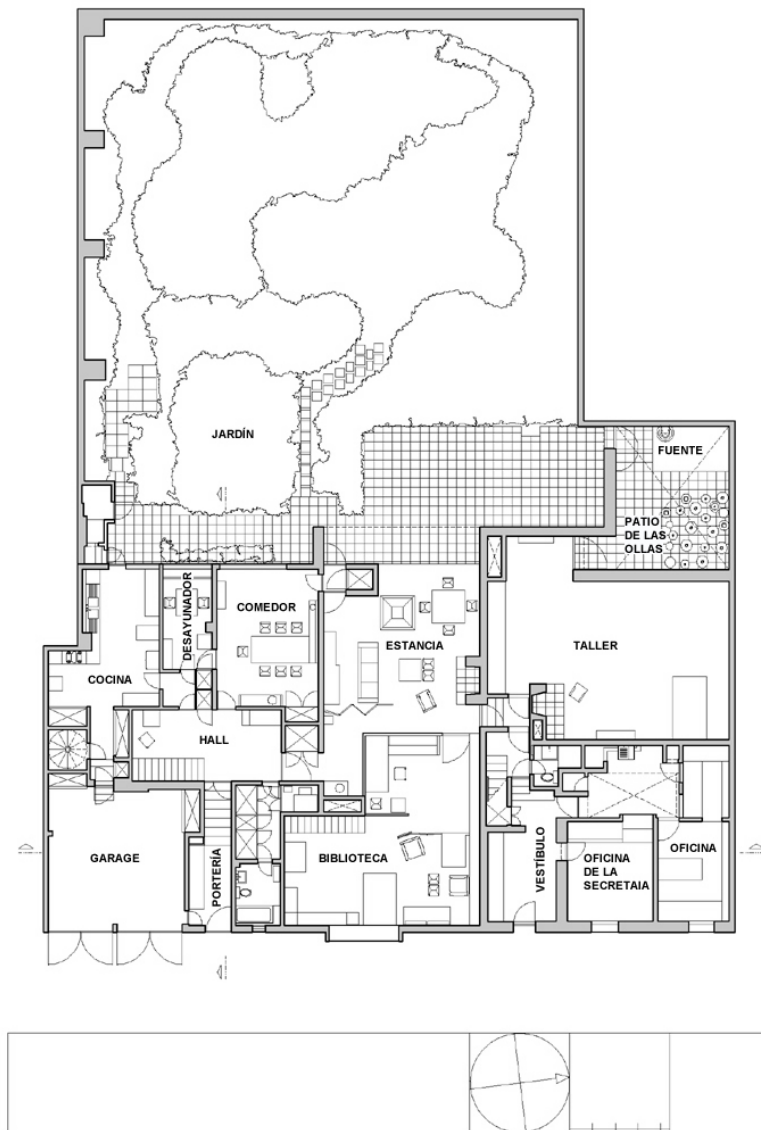 JARDÍN
FUENTE
PATIO
DE LAS
OLLAS
DESAYUNADOR
COMEDOR
ESTANCIA
TALLER
COCINA
HALL
GARAGE
PORTERÍA
BIBLIOTECA
VESTÍBULO
OFICINA
DE LA
SECRETAIA
OFICINA